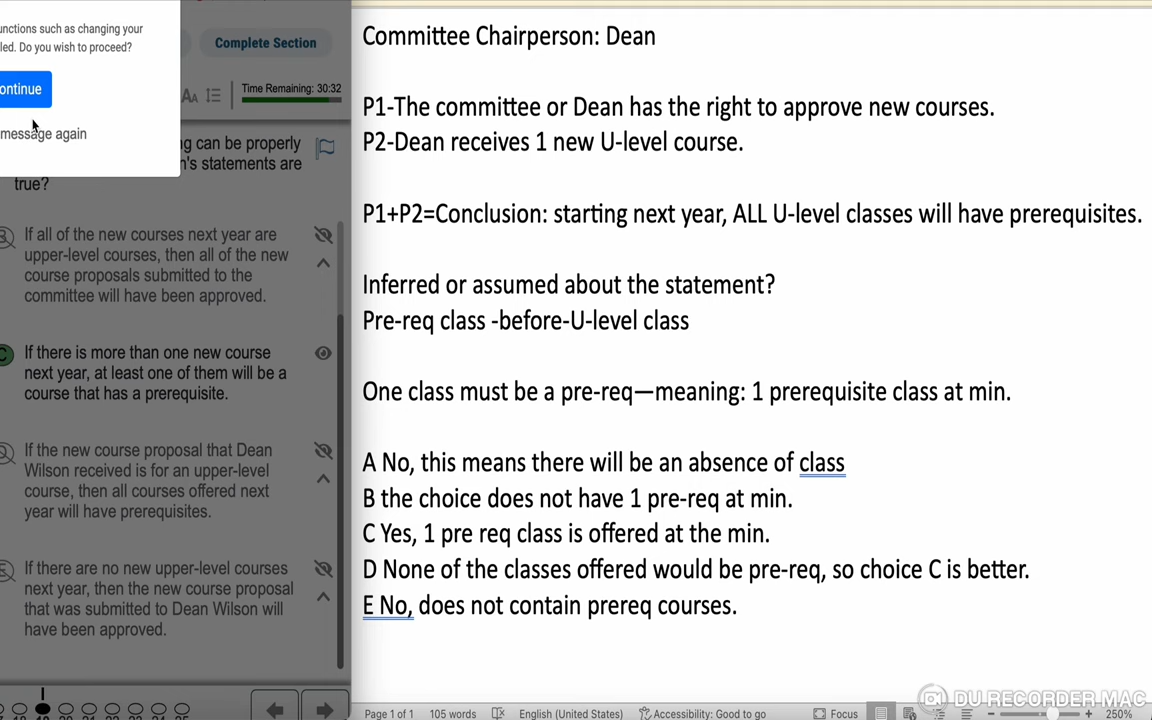 unctions such as changing your
led. Do you wish to proceed?
ontinue
message again
Complete Section
AA
Time Remaining: 30:32
g can be properly
n's statements are
true?
If all of the new courses next year are
upper-level courses, then all of the new
course proposals submitted to the
committee will have been approved.
C
If there is more than one new course
next year, at least one of them will be a
course that has a prerequisite.
If the new course proposal that Dean
Wilson received is for an upper-level
course, then all courses offered next
year will have prerequisites.
If there are no new upper-level courses
next year, then the new course proposal
that was submitted to Dean Wilson will
have been approved.
Committee Chairperson: Dean
P1-The committee or Dean has the right to approve new courses.
P2-Dean receives 1 new U-level course.
P1+P2=Conclusion: starting next year, ALL U-level classes will have prerequisites.
Inferred or assumed about the statement?
Pre-req class -before-U-level class
One class must be a pre-req—meaning: 1 prerequisite class at min.
A No, this means there will be an absence of class
B the choice does not have 1 pre-req at min.
C Yes, 1 pre req class is offered at the min.
D None of the classes offered would be pre-req, so choice C is better.
E No, does not contain prereq courses.
Page 1 of 1 105 words English (United States) Accessibility: Good to go Focus 250%
DU RECORDER MAC